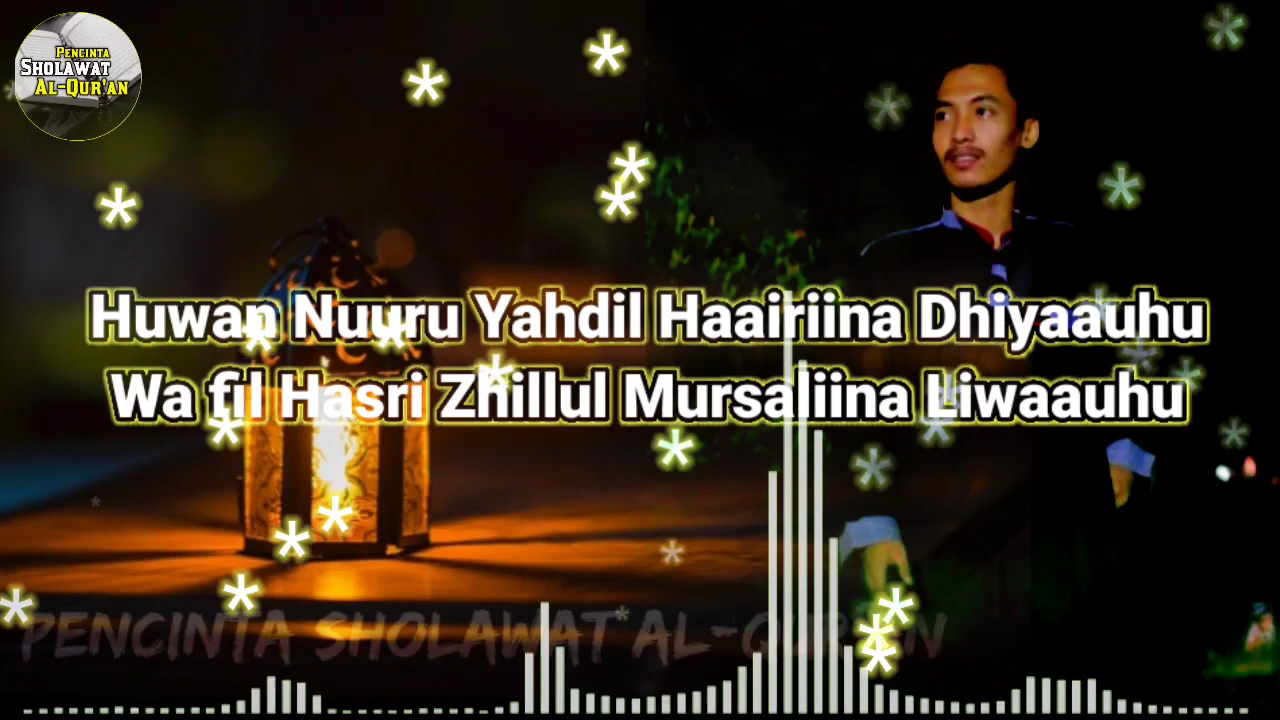 PENCINTA
SHOLAWAT
AL-QUR'AN
Huwan Nuuru Yahdil Haairiina Dhiyaauhu
Wa fil Hasri Zhillul Mursaliina Liwaauhu
PENCINTA SHOLAWAT AL-QUR'AN